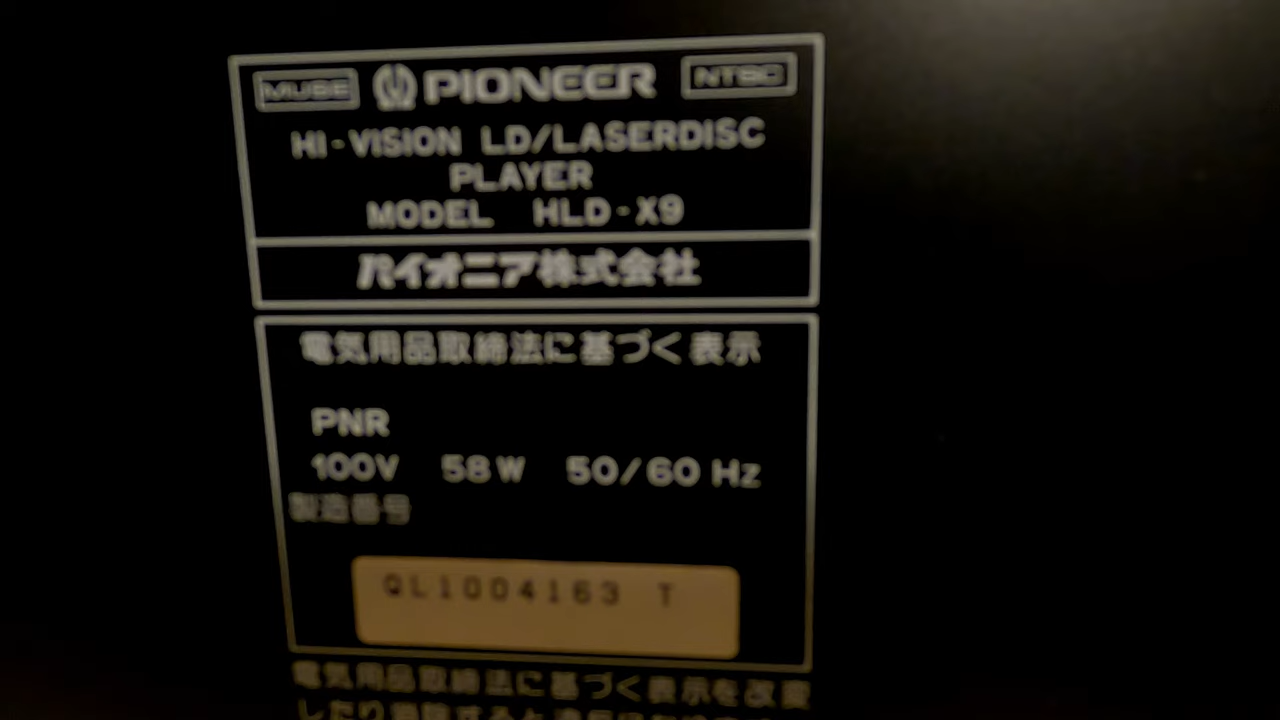 MUSE PIONEER NTSC
HI-VISION LD/LASERDISC
PLAYER
MODEL HLD-X9
パイオニア株式会社
電気用品取締法に基づく表示
PNR
100V 58W 50/60 Hz
製造番号
QL1004163 T
電気用品取締法に基づく表示を改変
したり